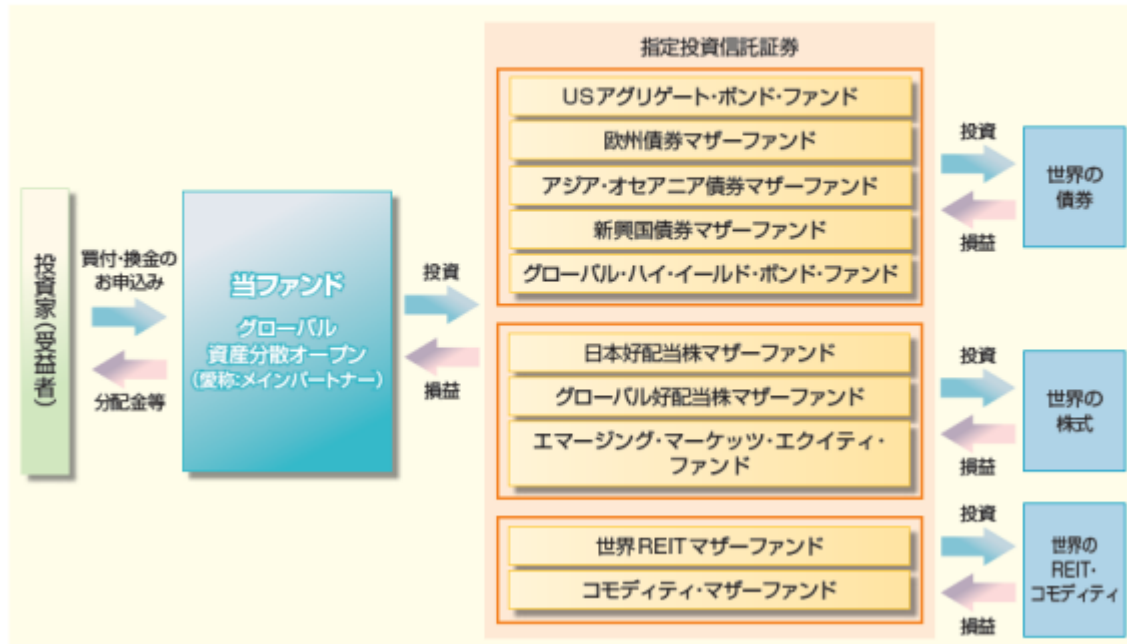 投資家(受益者)
買付・換金の
お申込み
分配金等
当ファンド
グローバル
資産分散オープン
(愛称:メインパートナー)
投資
損益
指定投資信託証券
USアグリゲート・ボンド・ファンド
欧州債券マザーファンド
アジア・オセアニア債券マザーファンド
新興国債券マザーファンド
グローバル・ハイ・イールド・ボンド・ファンド
投資
損益
世界の
債券
日本好配当株マザーファンド
グローバル好配当株マザーファンド
エマージング・マーケッツ・エクイティ・
ファンド
投資
損益
世界の
株式
世界REITマザーファンド
コモディティ・マザーファンド
投資
損益
世界の
REIT・
コモディティ